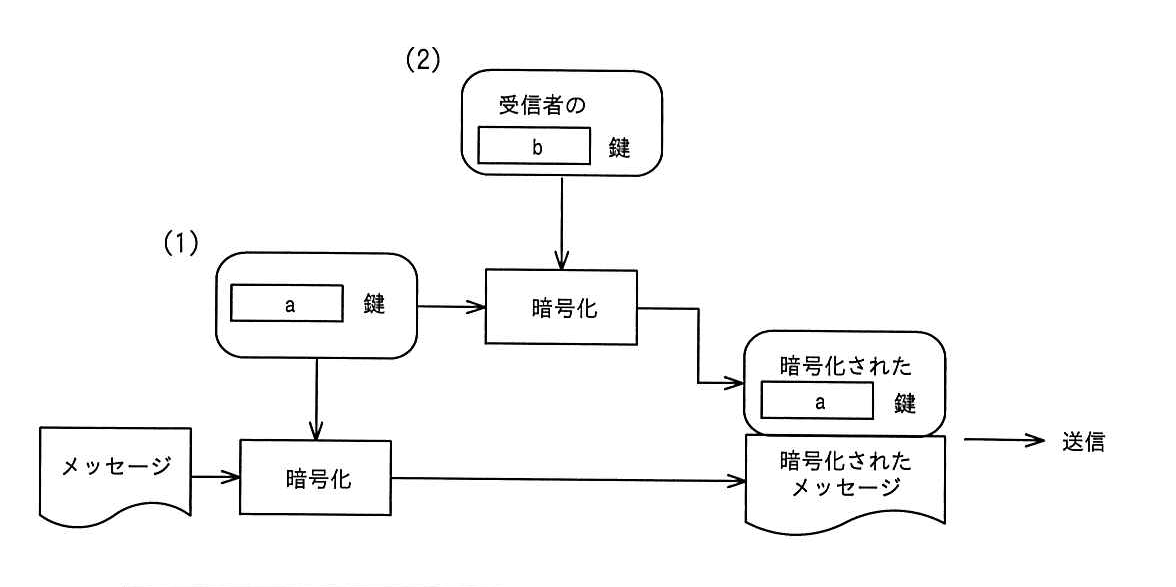 (2)
受信者の
b 鍵
(1)
a 鍵
暗号化
暗号化された
a 鍵
メッセージ
暗号化
暗号化された
メッセージ
送信